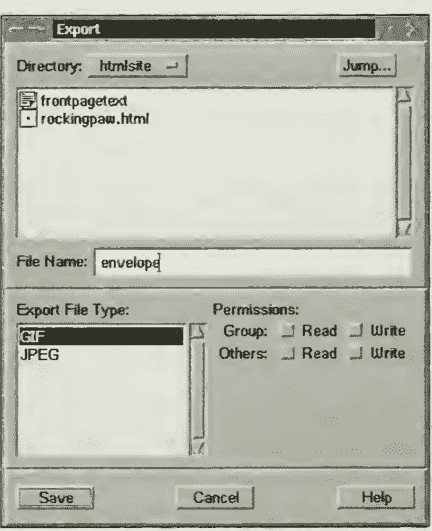 Export
Directory: htmlsite Jump...
frontpagetext
rockingpaw.html
File Name: envelope
Export File Type: Permissions:
GIF Group: Read Write
JPEG Others: Read Write
Save Cancel Help